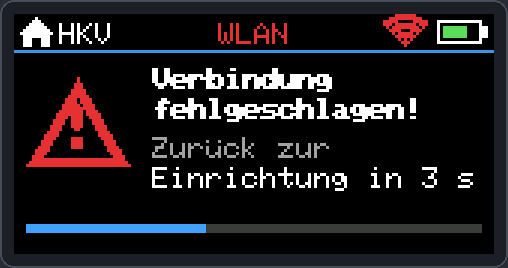 HKV WLAN
Verbindung
fehlgeschlagen!
Zurück zur
Einrichtung in 3 s